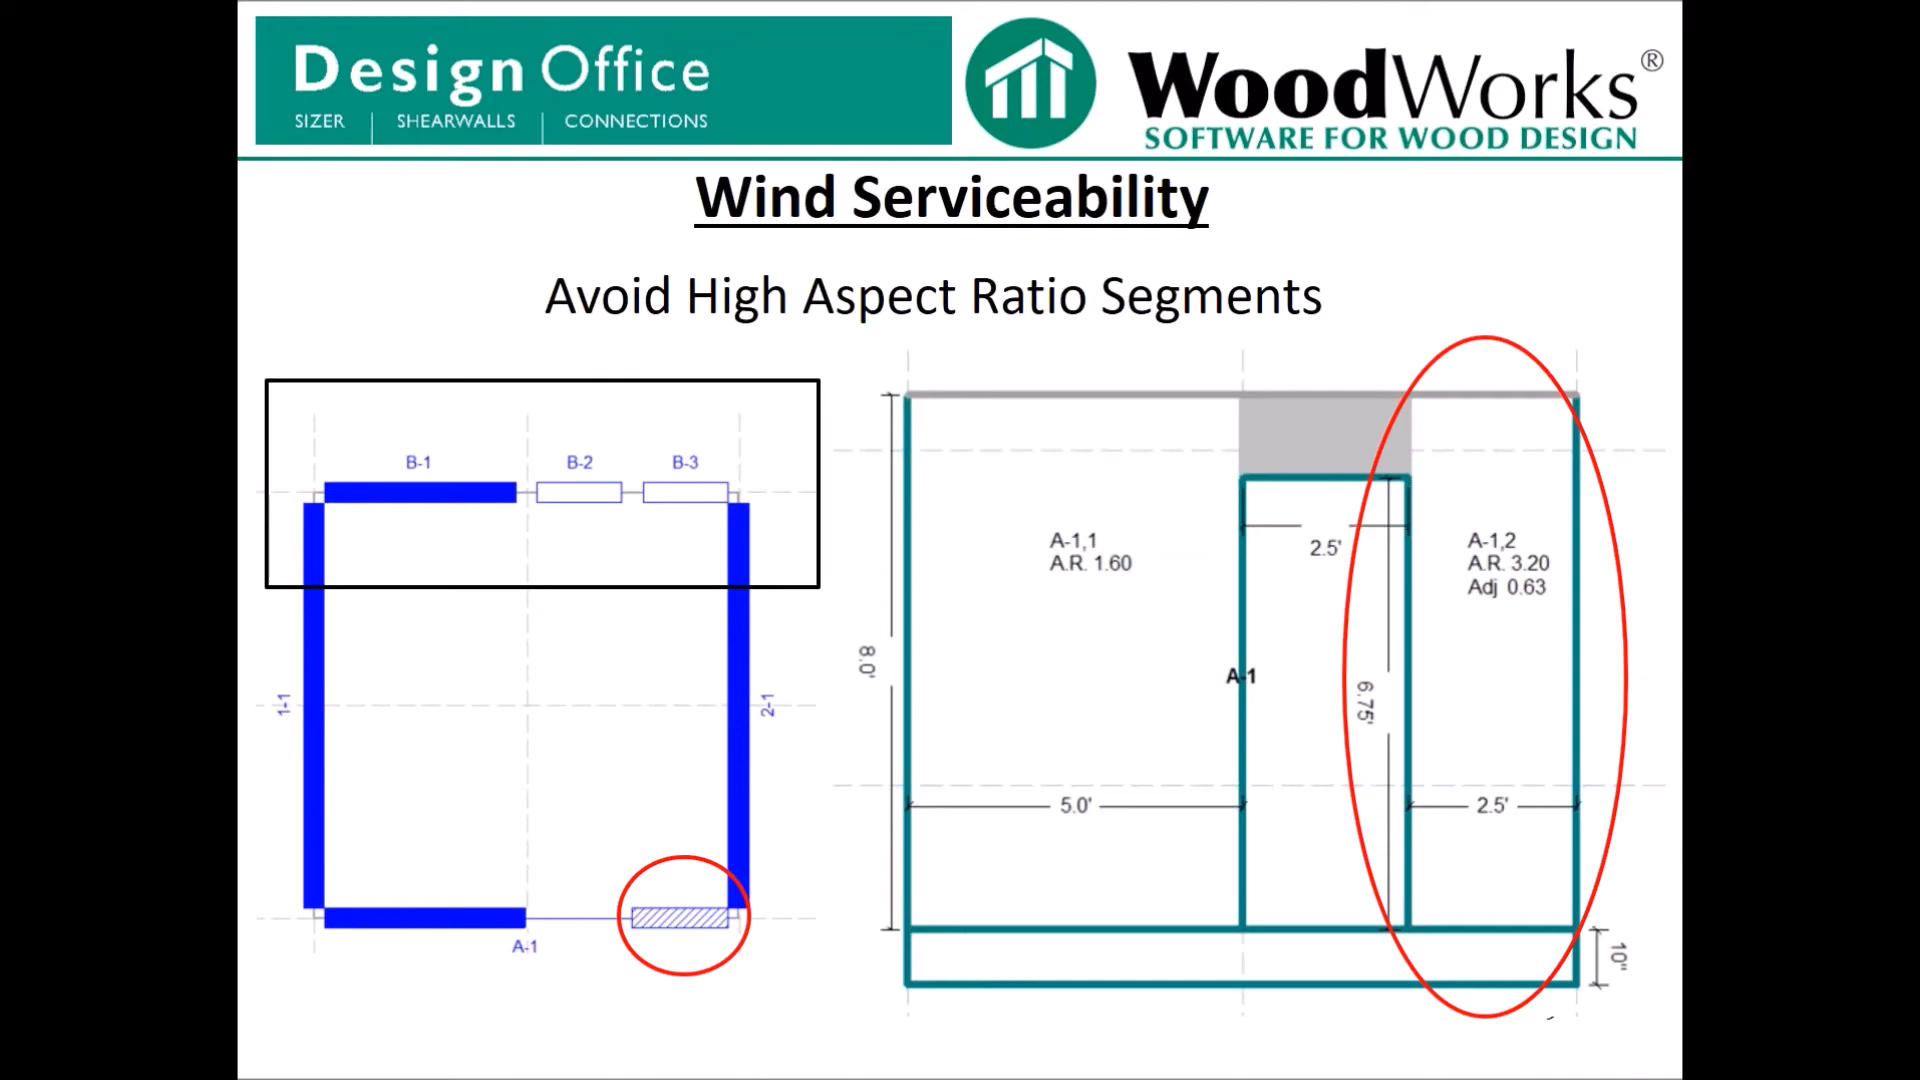 Design Office
SIZER
SHEARWALLS
CONNECTIONS
WoodWorks®
SOFTWARE FOR WOOD DESIGN
Wind Serviceability
Avoid High Aspect Ratio Segments
B-1
B-2
B-3
1-1
2-1
A-1
8.0'
A-1,1
A.R. 1.60
2.5'
A-1,2
A.R. 3.20
Adj 0.63
A-1
6.75'
5.0'
2.5'
10"